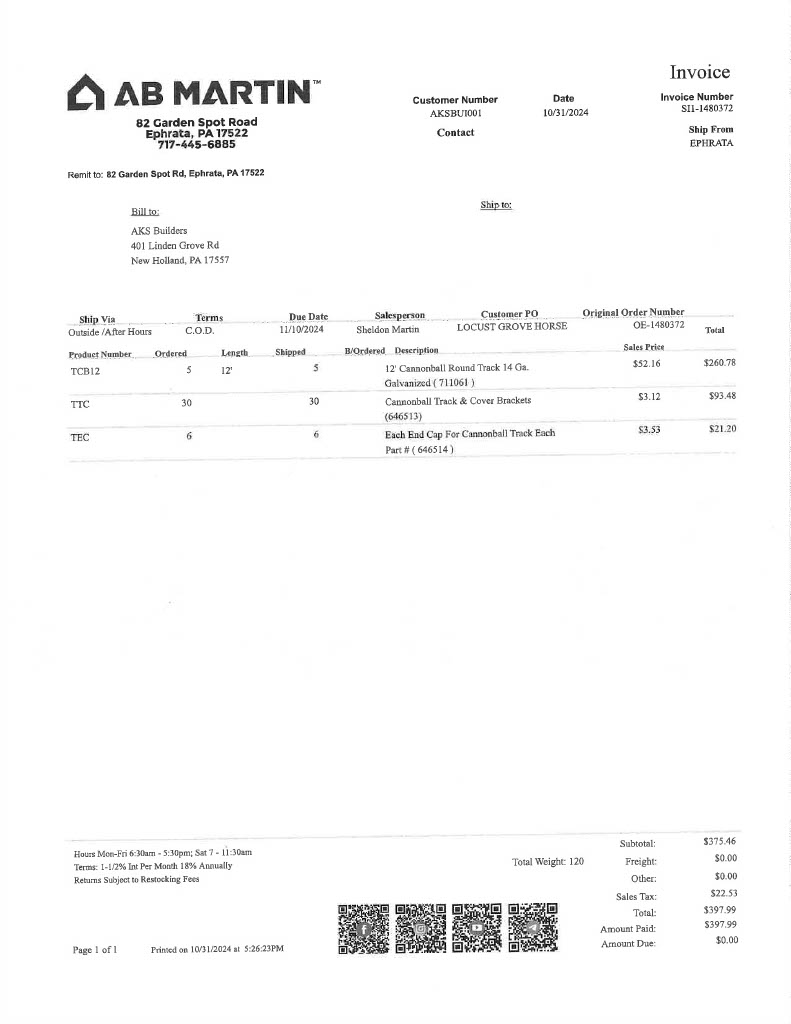 Invoice
AB MARTIN™
82 Garden Spot Road
Ephrata, PA 17522
717-445-6885
Customer Number
AKSBUI001
Contact
Date
10/31/2024
Invoice Number
SI1-1480372
Ship From
EPHRATA
Remit to: 82 Garden Spot Rd, Ephrata, PA 17522
Bill to:
AKS Builders
401 Linden Grove Rd
New Holland, PA 17557
Ship to:
Ship Via Terms Due Date Salesperson Customer PO Original Order Number
Outside /After Hours C.O.D. 11/10/2024 Sheldon Martin LOCUST GROVE HORSE OE-1480372 Total
Product Number Ordered Length Shipped B/Ordered Description Sales Price
TCB12 5 12' 5 12' Cannonball Round Track 14 Ga. $52.16 $260.78
Galvanized ( 711061 )
TTC 30 30 Cannonball Track & Cover Brackets $3.12 $93.48
(646513)
TEC 6 6 Each End Cap For Cannonball Track Each $3.53 $21.20
Part # ( 646514 )
Hours Mon-Fri 6:30am - 5:30pm; Sat 7 - 11:30am
Terms: 1-1/2% Int Per Month 18% Annually
Returns Subject to Restocking Fees
Total Weight: 120
Subtotal: $375.46
Freight: $0.00
Other: $0.00
Sales Tax: $22.53
Total: $397.99
Amount Paid: $397.99
Amount Due: $0.00
Page 1 of 1 Printed on 10/31/2024 at 5:26:23PM